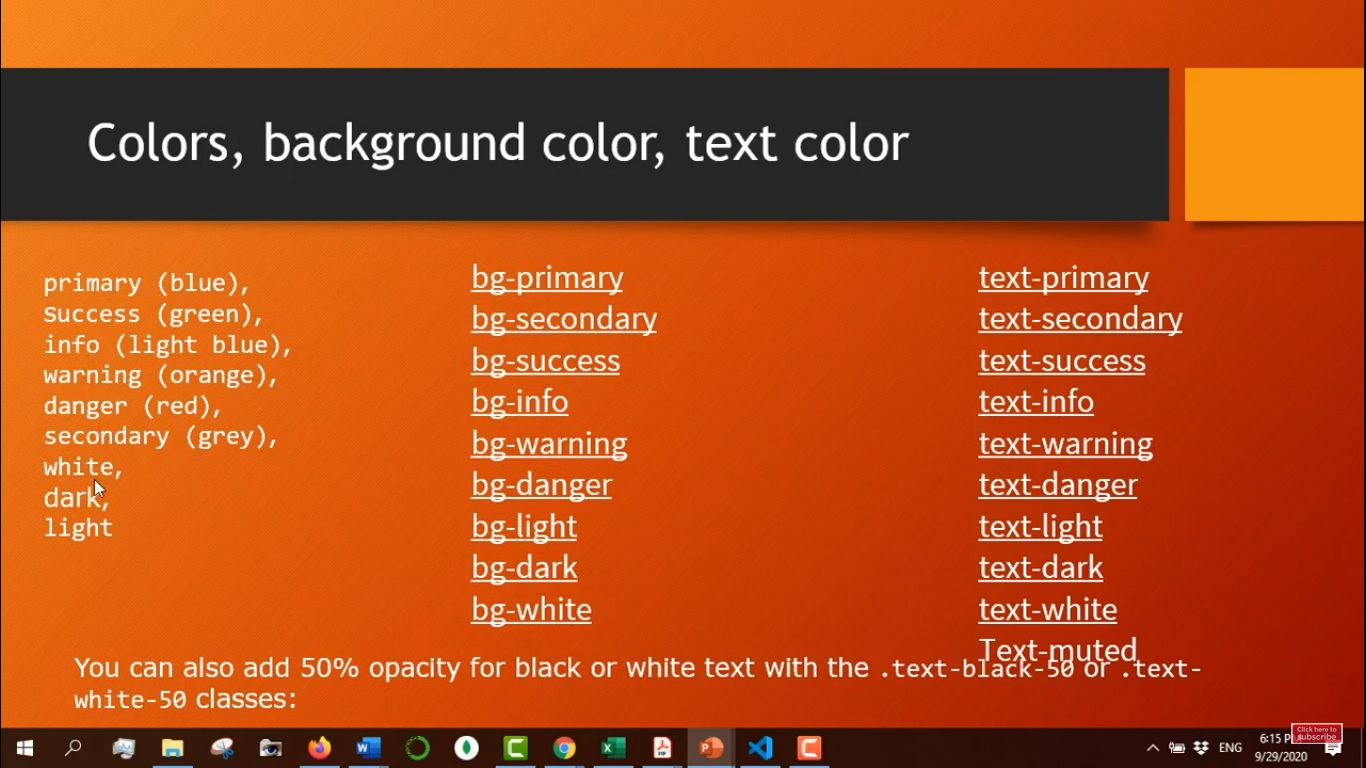 Colors, background color, text color
primary (blue),
Success (green),
info (light blue),
warning (orange),
danger (red),
secondary (grey),
white,
dark,
light
bg-primary
bg-secondary
bg-success
bg-info
bg-warning
bg-danger
bg-light
bg-dark
bg-white
text-primary
text-secondary
text-success
text-info
text-warning
text-danger
text-light
text-dark
text-white
Text-muted
You can also add 50% opacity for black or white text with the .text-black-50 or .text-
white-50 classes:
ENG
6:15 P
9/29/2020
Click here to
subscribe